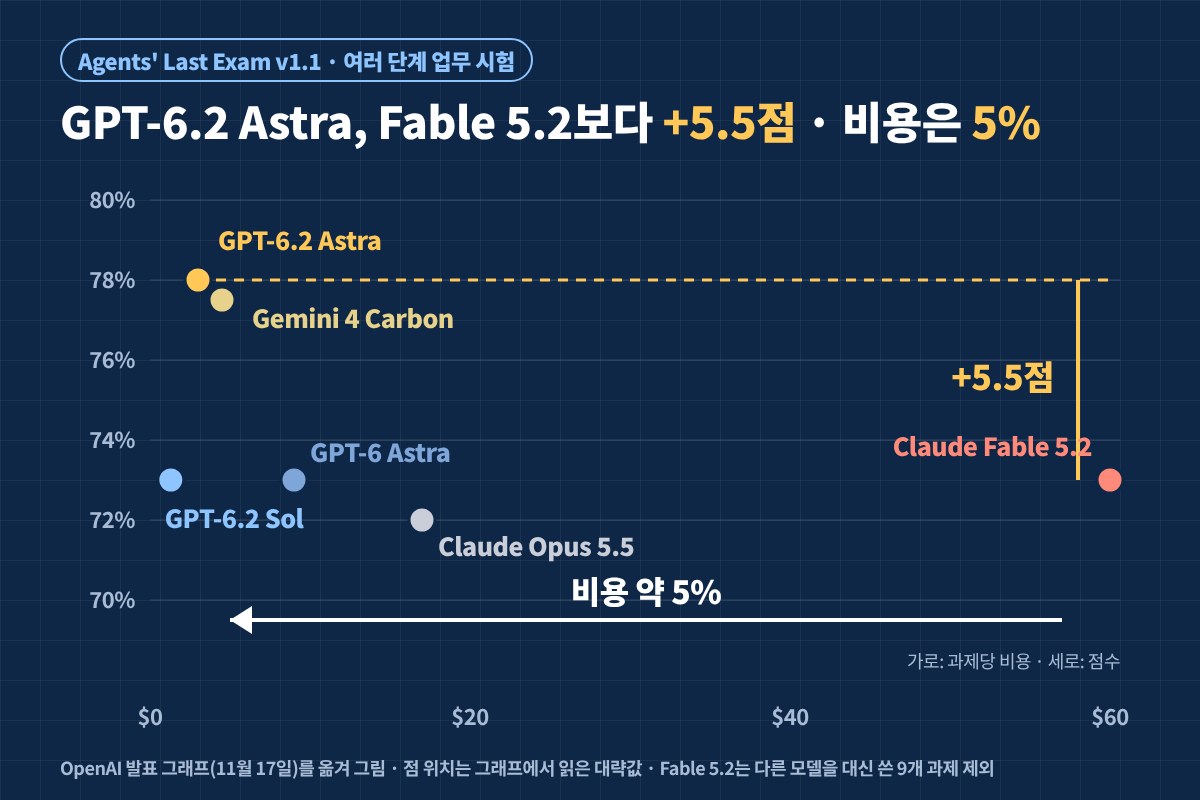 Agents' Last Exam v1.1 · 여러 단계 업무 시험
GPT-6.2 Astra, Fable 5.2보다 +5.5점 · 비용은 5%
80%
GPT-6.2 Astra
78%
Gemini 4 Carbon
76%
+5.5점
74%
GPT-6 Astra
Claude Fable 5.2
GPT-6.2 Sol
72%
Claude Opus 5.5
비용 약 5%
70%
가로: 과제당 비용 · 세로: 점수
$0
$20
$40
$60
OpenAI 발표 그래프(11월 17일)를 옮겨 그림 · 점 위치는 그래프에서 읽은 대략값 · Fable 5.2는 다른 모델을 대신 쓴 9개 과제 제외